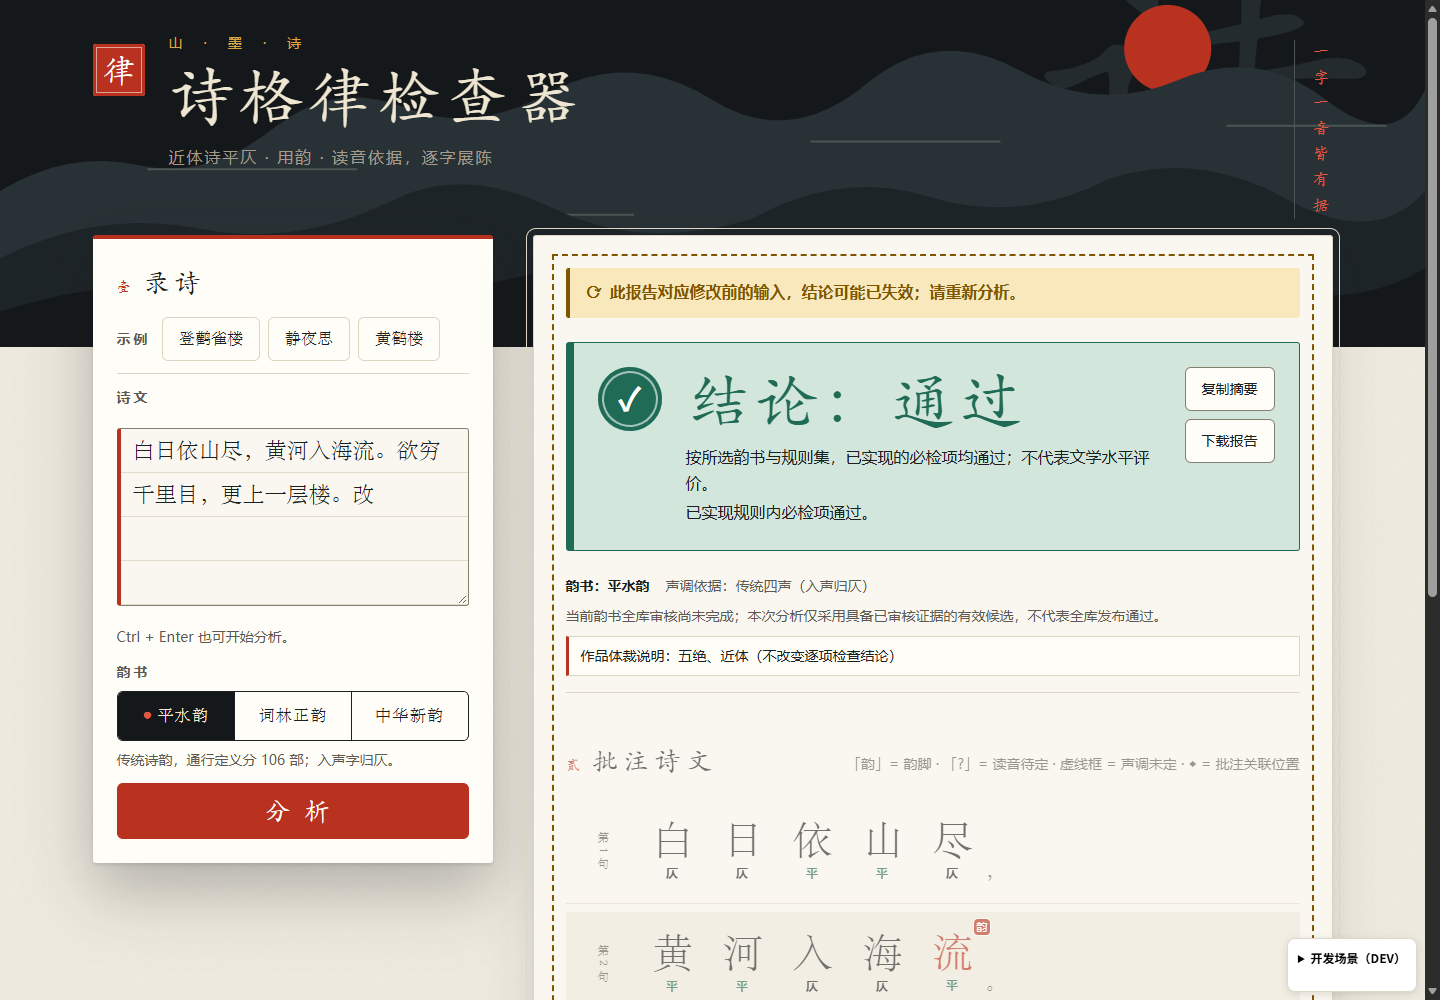 律
山 · 墨 · 诗
诗格律检查器
近体诗平仄 · 用韵 · 读音依据，逐字展陈
一字一音皆有据
壹 录诗
示例 登鹳雀楼 静夜思 黄鹤楼
诗文
白日依山尽，黄河入海流。欲穷
千里目，更上一层楼。改
Ctrl + Enter 也可开始分析。
韵书
平水韵 词林正韵 中华新韵
传统诗韵，通行定义分 106 部；入声字归仄。
分析
⟳ 此报告对应修改前的输入，结论可能已失效；请重新分析。
✓ 结论：通过
按所选韵书与规则集，已实现的必检项均通过；不代表文学水平评
价。
已实现规则内必检项通过。
复制摘要
下载报告
韵书：平水韵 声调依据：传统四声（入声归仄）
当前韵书全库审核尚未完成；本次分析仅采用具备已审核证据的有效候选，不代表全库发布通过。
作品体裁说明：五绝、近体（不改变逐项检查结论）
贰 批注诗文
「韵」= 韵脚 ·「?」= 读音待定 · 虚线框 = 声调未定 · ◆ = 批注关联位置
第1句
白日依山尽，
仄 仄 平 平 仄
第2句
黄河入海流。
韵
平 平 仄 仄 平
▶ 开发场景（DEV）